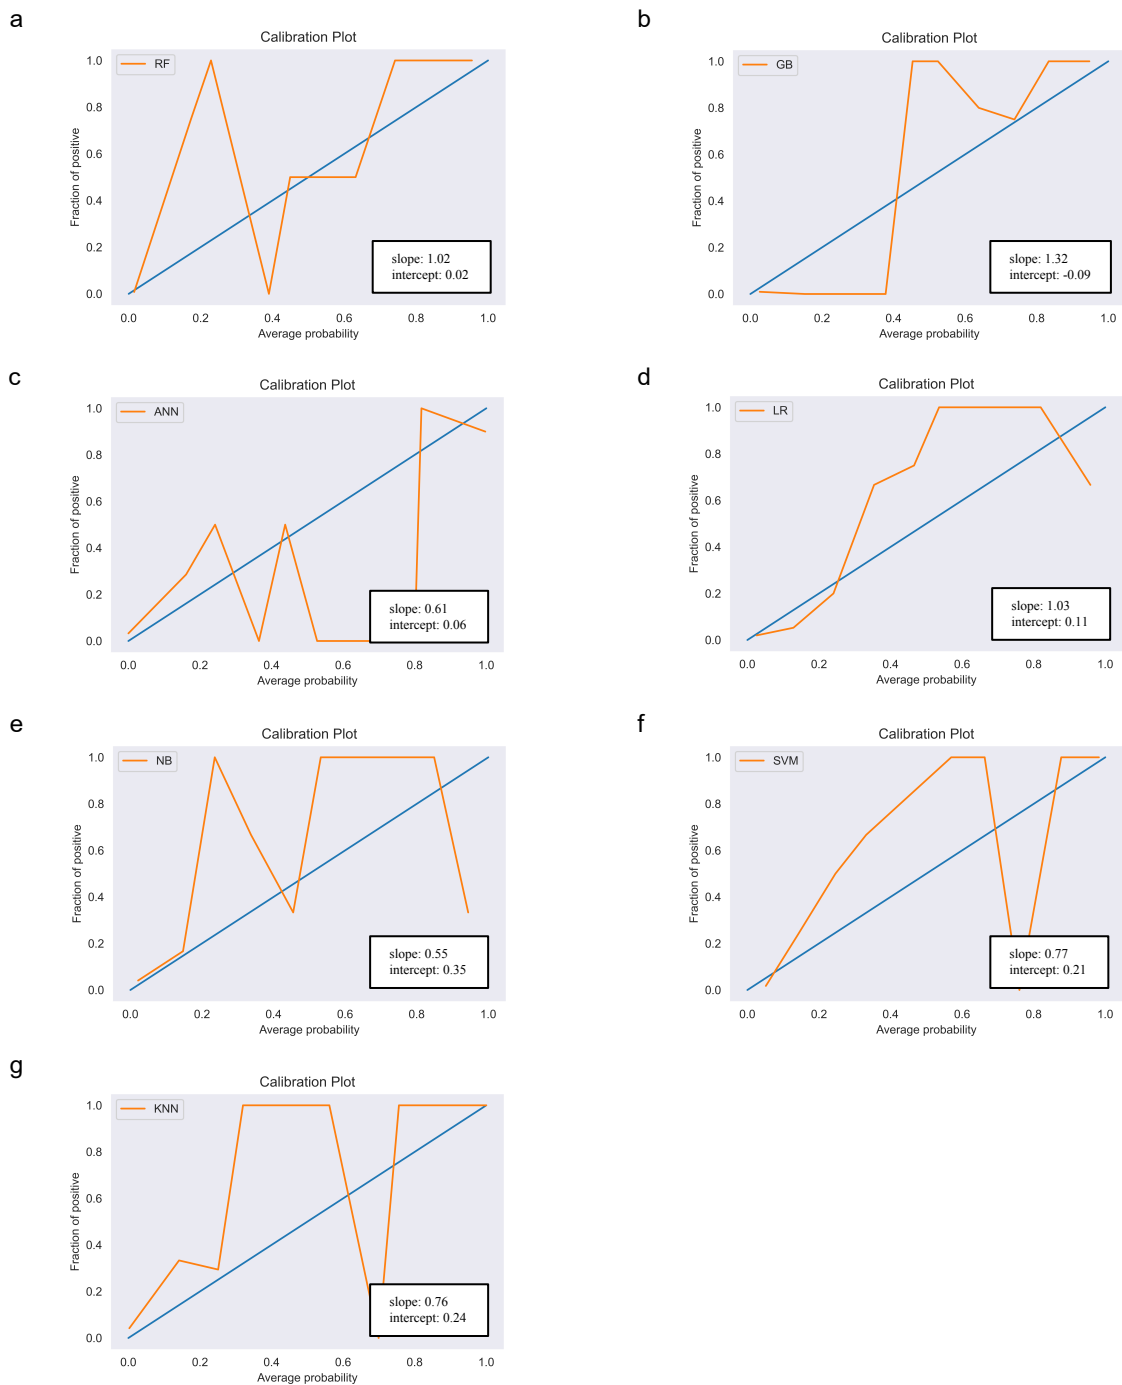 a
Calibration Plot
RF
1.0
0.8
0.6
0.4
0.2
0.0
Fraction of positive
slope: 1.02
intercept: 0.02
0.0 0.2 0.4 0.6 0.8 1.0
Average probability
b
Calibration Plot
GB
1.0
0.8
0.6
0.4
0.2
0.0
Fraction of positive
slope: 1.32
intercept: -0.09
0.0 0.2 0.4 0.6 0.8 1.0
Average probability
c
Calibration Plot
ANN
1.0
0.8
0.6
0.4
0.2
0.0
Fraction of positive
slope: 0.61
intercept: 0.06
0.0 0.2 0.4 0.6 0.8 1.0
Average probability
d
Calibration Plot
LR
1.0
0.8
0.6
0.4
0.2
0.0
Fraction of positive
slope: 1.03
intercept: 0.11
0.0 0.2 0.4 0.6 0.8 1.0
Average probability
e
Calibration Plot
NB
1.0
0.8
0.6
0.4
0.2
0.0
Fraction of positive
slope: 0.55
intercept: 0.35
0.0 0.2 0.4 0.6 0.8 1.0
Average probability
f
Calibration Plot
SVM
1.0
0.8
0.6
0.4
0.2
0.0
Fraction of positive
slope: 0.77
intercept: 0.21
0.0 0.2 0.4 0.6 0.8 1.0
Average probability
g
Calibration Plot
KNN
1.0
0.8
0.6
0.4
0.2
0.0
Fraction of positive
slope: 0.76
intercept: 0.24
0.0 0.2 0.4 0.6 0.8 1.0
Average probability